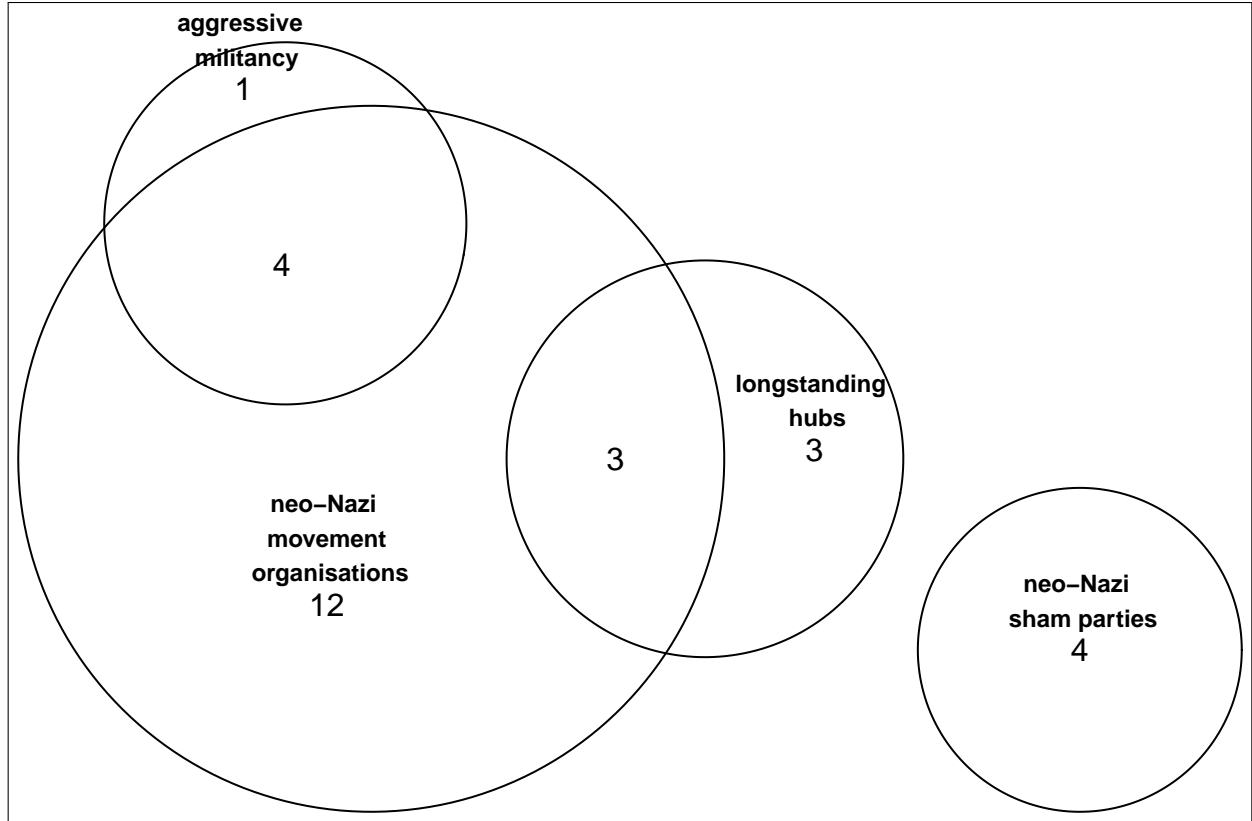 aggressive
militancy
1
4
longstanding
hubs
3
3
neo−Nazi
movement
organisations
12
neo−Nazi
sham parties
4